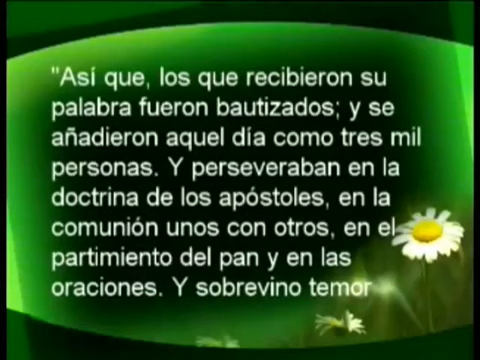 "Así que, los que recibieron su
palabra fueron bautizados; y se
añadieron aquel día como tres mil
personas. Y perseveraban en la
doctrina de los apóstoles, en la
comunión unos con otros, en el
partimiento del pan y en las
oraciones. Y sobrevino temor